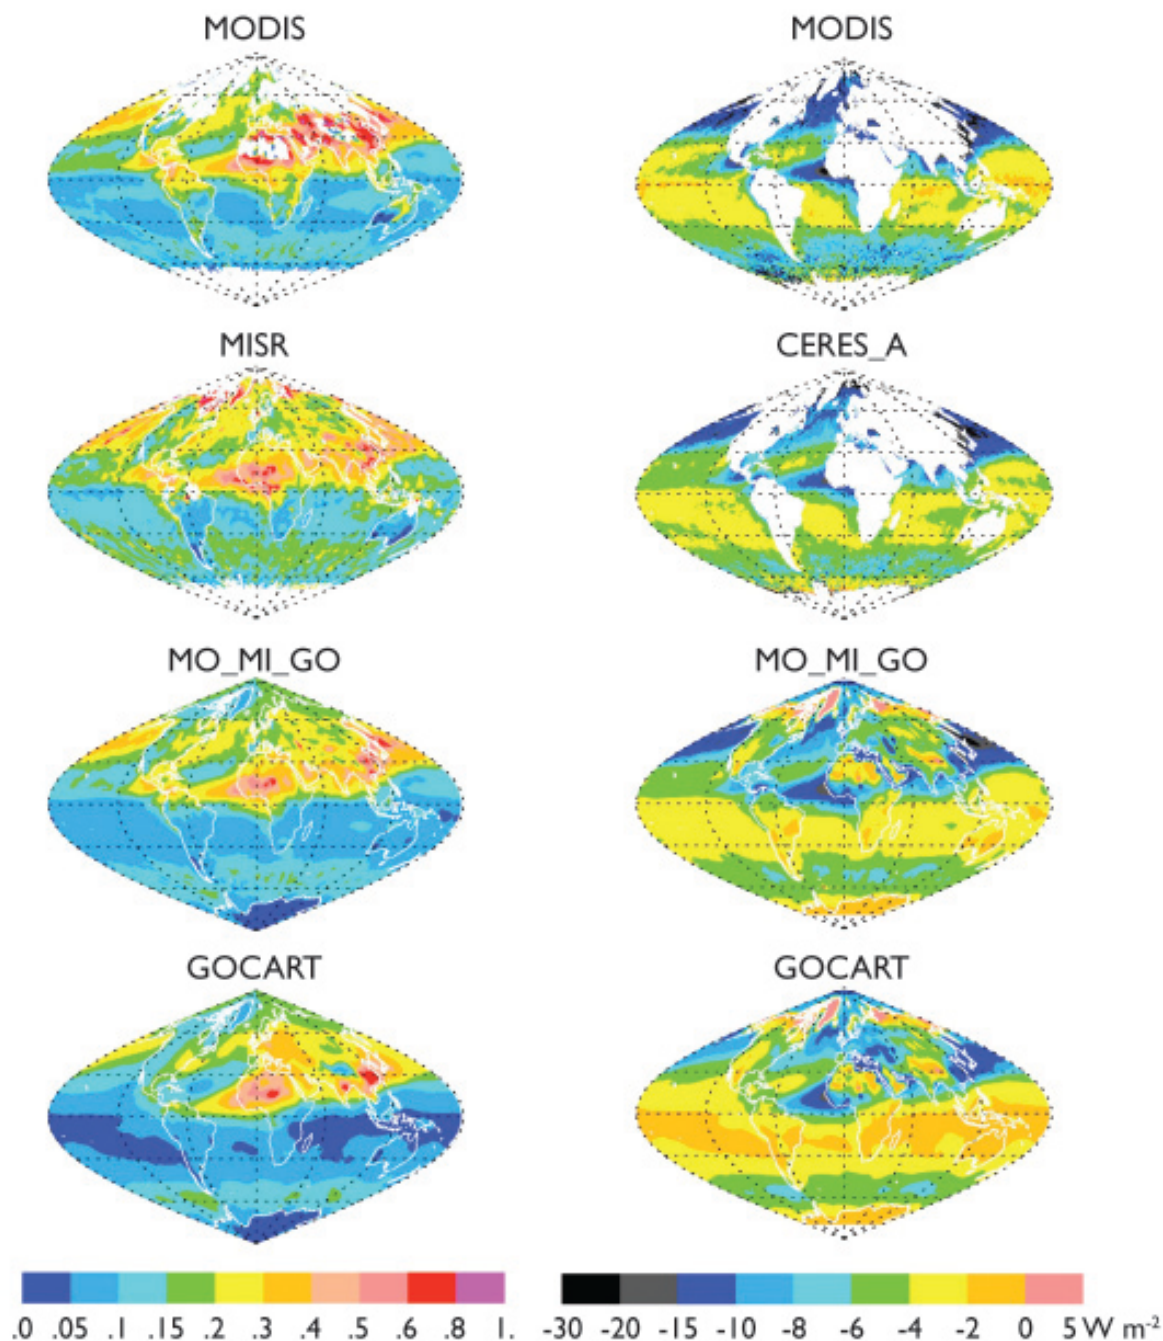 MODIS MODIS
MISR CERES_A
MO_MI_GO MO_MI_GO
GOCART GOCART
.0 .05 .1 .15 .2 .3 .4 .5 .6 .8 1. -30 -20 -15 -10 -8 -6 -4 -2 0 5 W m-2